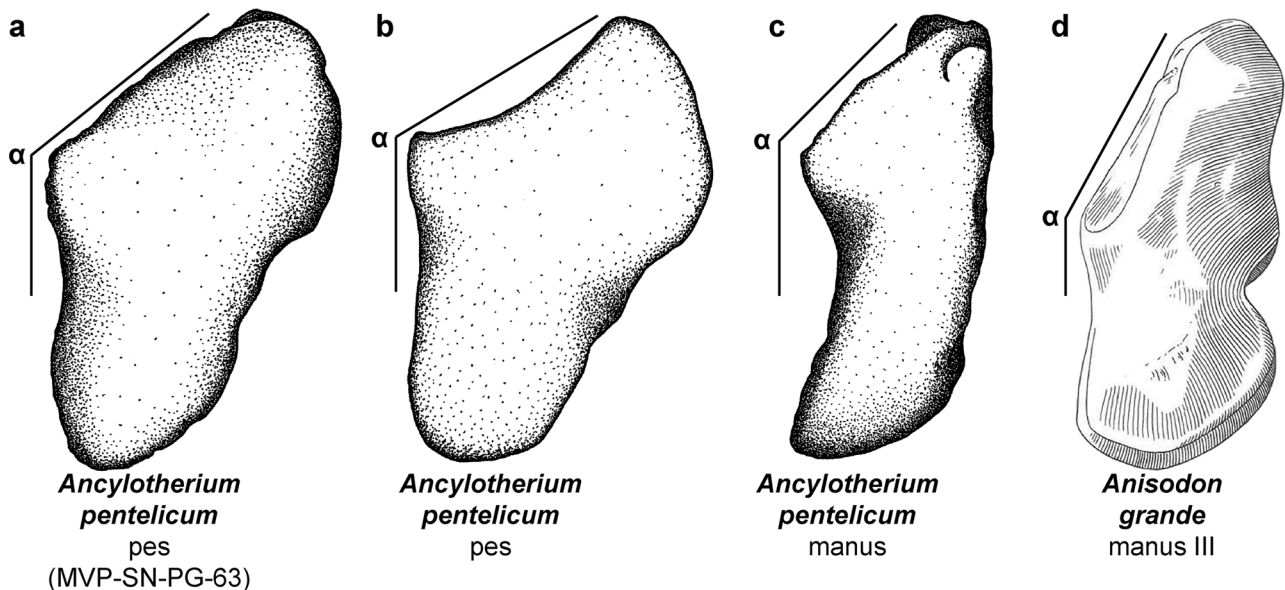 a
b
c
d
α
α
α
α
Ancylotherium
pentelicum
pes
(MVP-SN-PG-63)
Ancylotherium
pentelicum
pes
Ancylotherium
pentelicum
manus
Anisodon
grande
manus III